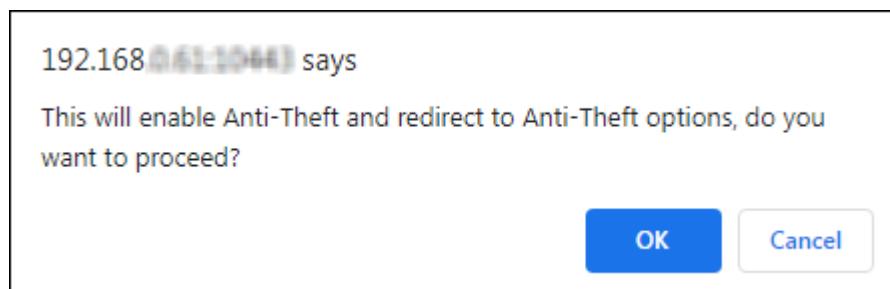 192.168 says
This will enable Anti-Theft and redirect to Anti-Theft options, do you
want to proceed?
OK
Cancel